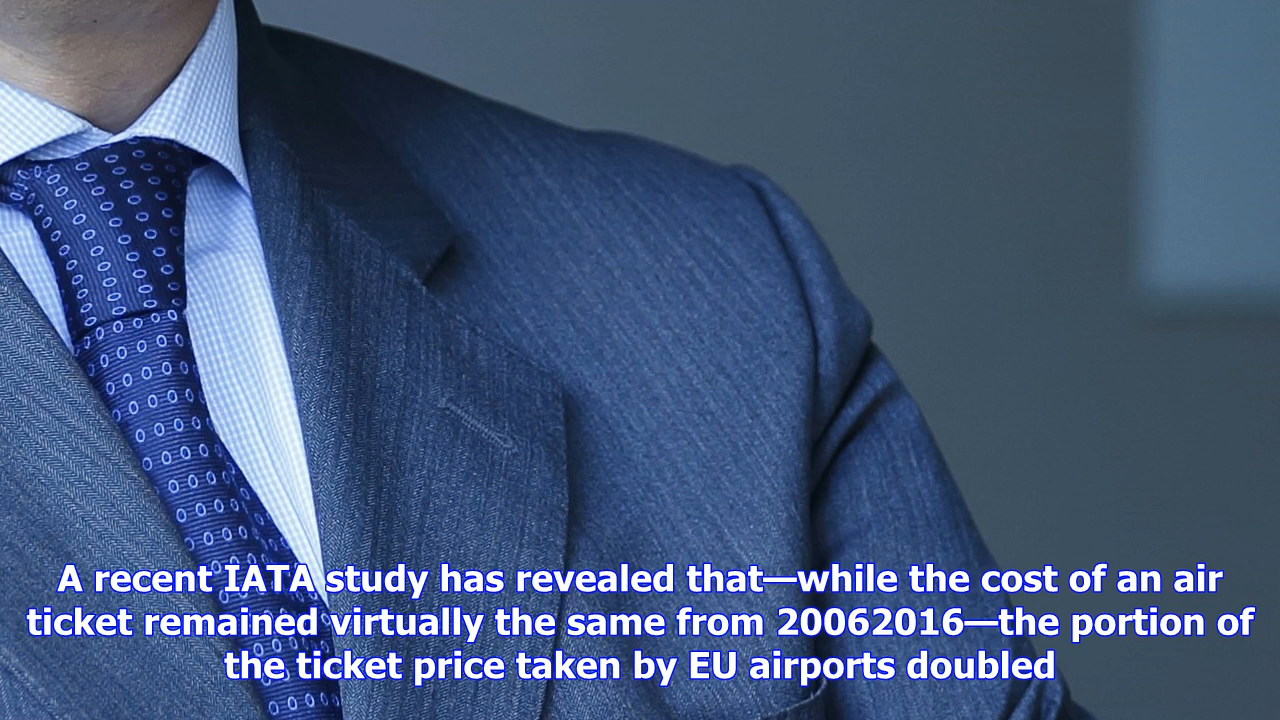 A recent IATA study has revealed that—while the cost of an air
ticket remained virtually the same from 20062016—the portion of
the ticket price taken by EU airports doubled